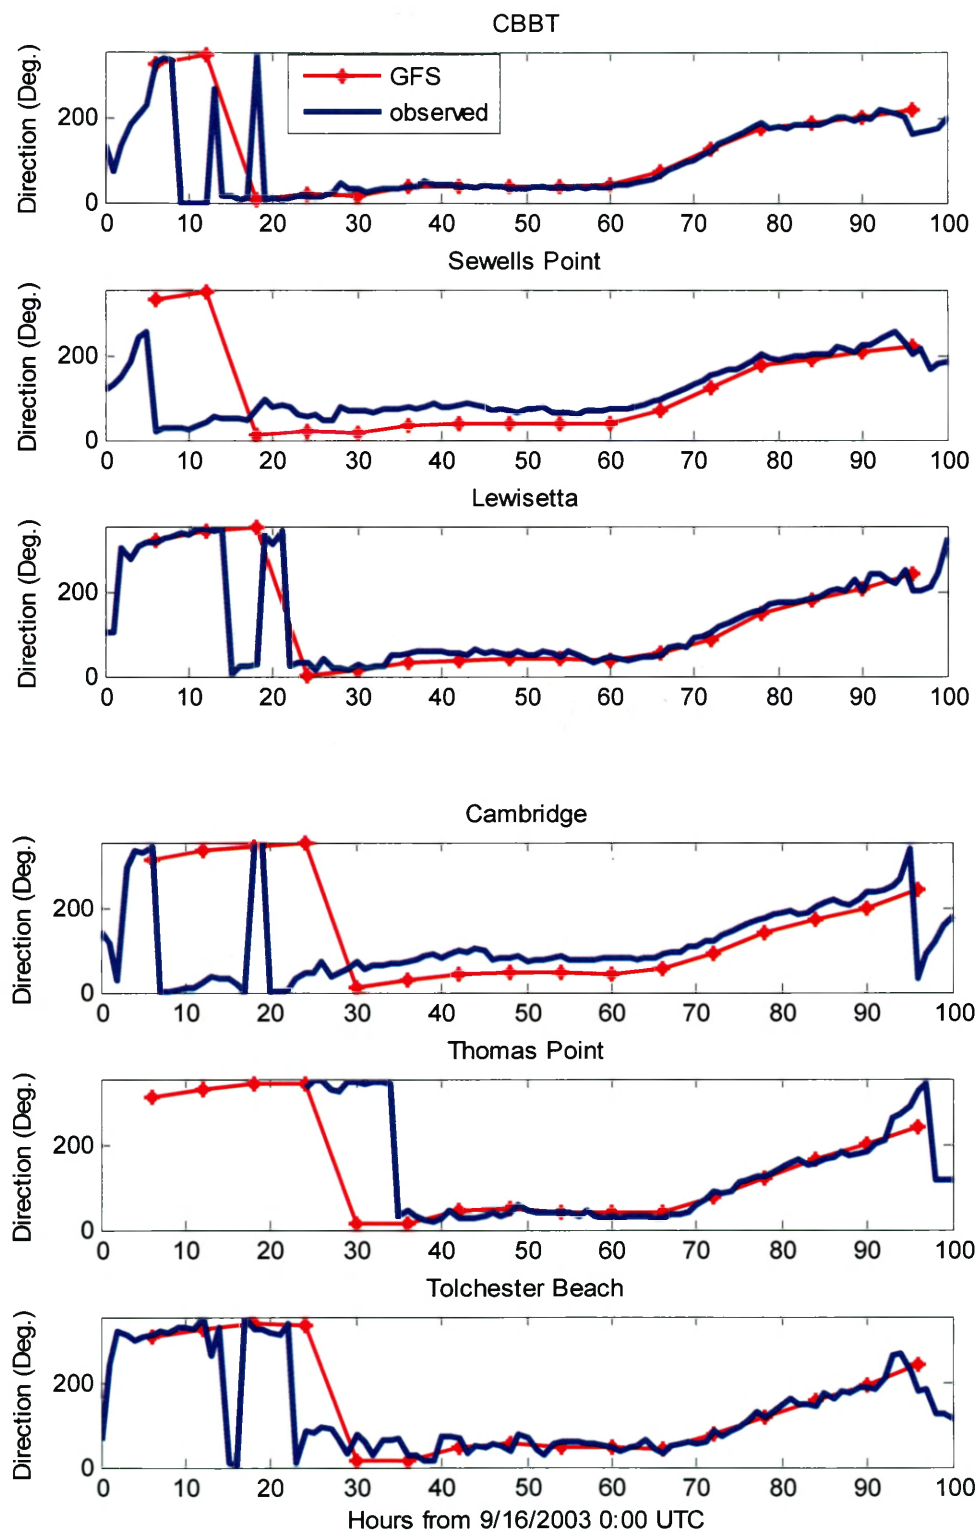 CBBT
GFS
observed
Direction (Deg.)
200
0
0 10 20 30 40 50 60 70 80 90 100
Sewells Point
Direction (Deg.)
200
0
0 10 20 30 40 50 60 70 80 90 100
Lewisetta
Direction (Deg.)
200
0
0 10 20 30 40 50 60 70 80 90 100
Cambridge
Direction (Deg.)
200
0
0 10 20 30 40 50 60 70 80 90 100
Thomas Point
Direction (Deg.)
200
0
0 10 20 30 40 50 60 70 80 90 100
Tolchester Beach
Direction (Deg.)
200
0
0 10 20 30 40 50 60 70 80 90 100
Hours from 9/16/2003 0:00 UTC